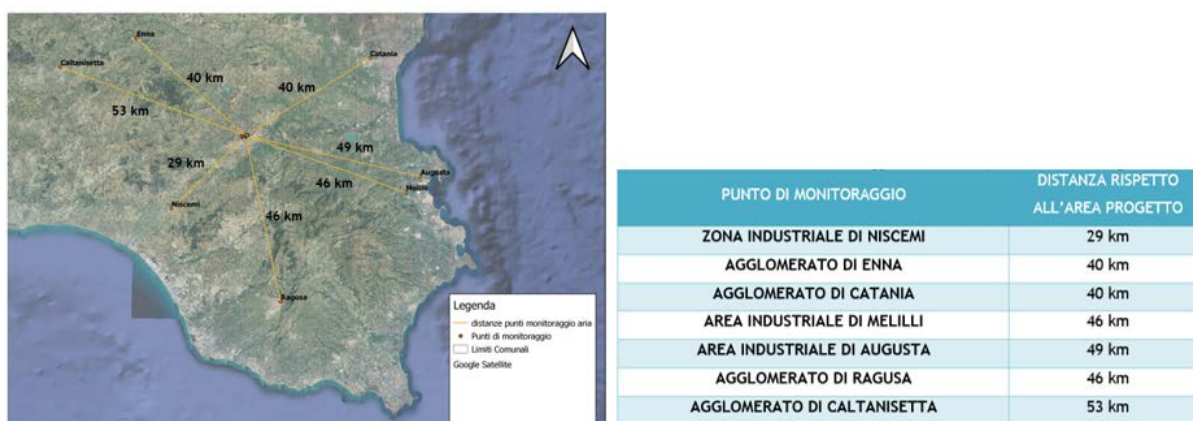 Enna
Catania
Caltanisetta
40 km
40 km
53 km
49 km
29 km
Augusta
46 km
Melilli
Niscemi
46 km
Ragusa
Legenda
distanze punti monitoraggio aria
Punti di monitoraggio
Limiti Comunali
Google Satellite
PUNTO DI MONITORAGGIO
DISTANZA RISPETTO
ALL'AREA PROGETTO
ZONA INDUSTRIALE DI NISCEMI 29 km
AGGLOMERATO DI ENNA 40 km
AGGLOMERATO DI CATANIA 40 km
AREA INDUSTRIALE DI MELILLI 46 km
AREA INDUSTRIALE DI AUGUSTA 49 km
AGGLOMERATO DI RAGUSA 46 km
AGGLOMERATO DI CALTANISETTA 53 km